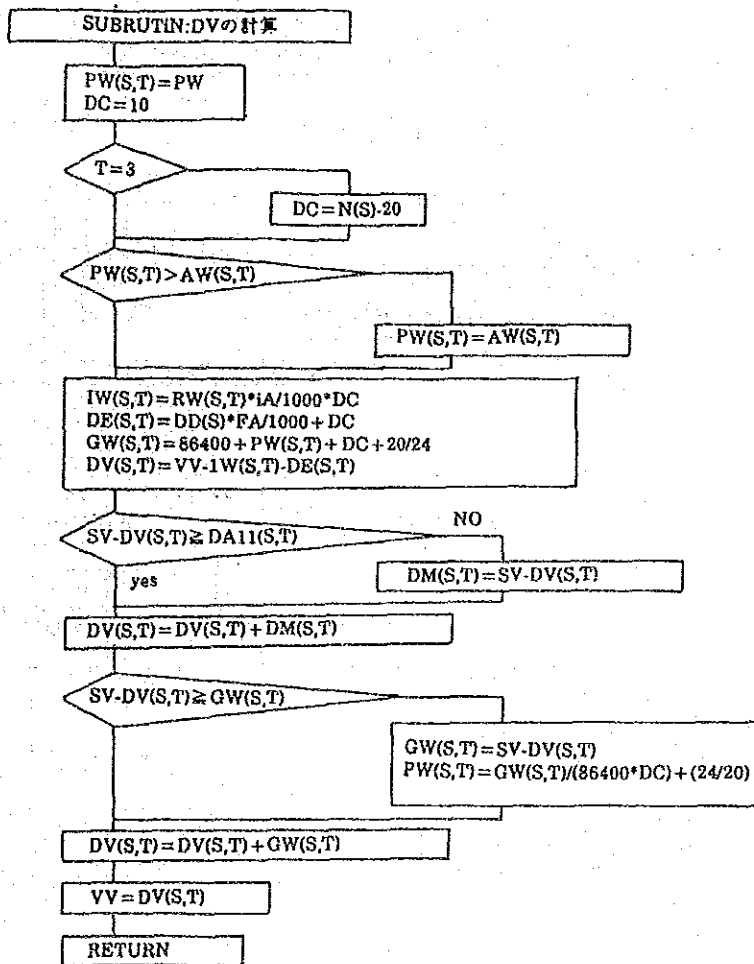 SUBRUTIN:DVの計算
PW(S,T)=PW
DC=10
T=3
DC=N(S)-20
PW(S,T)>AW(S,T)
PW(S,T)=AW(S,T)
IW(S,T)=RW(S,T)*iA/1000*DC
DE(S,T)=DD(S)*FA/1000+DC
GW(S,T)=86400+PW(S,T)+DC+20/24
DV(S,T)=VV-1W(S,T)-DE(S,T)
SV-DV(S,T)≧DA11(S,T)
NO
yes
DM(S,T)=SV-DV(S,T)
DV(S,T)=DV(S,T)+DM(S,T)
SV-DV(S,T)≧GW(S,T)
GW(S,T)=SV-DV(S,T)
PW(S,T)=GW(S,T)/(86400*DC)+(24/20)
DV(S,T)=DV(S,T)+GW(S,T)
VV=DV(S,T)
RETURN